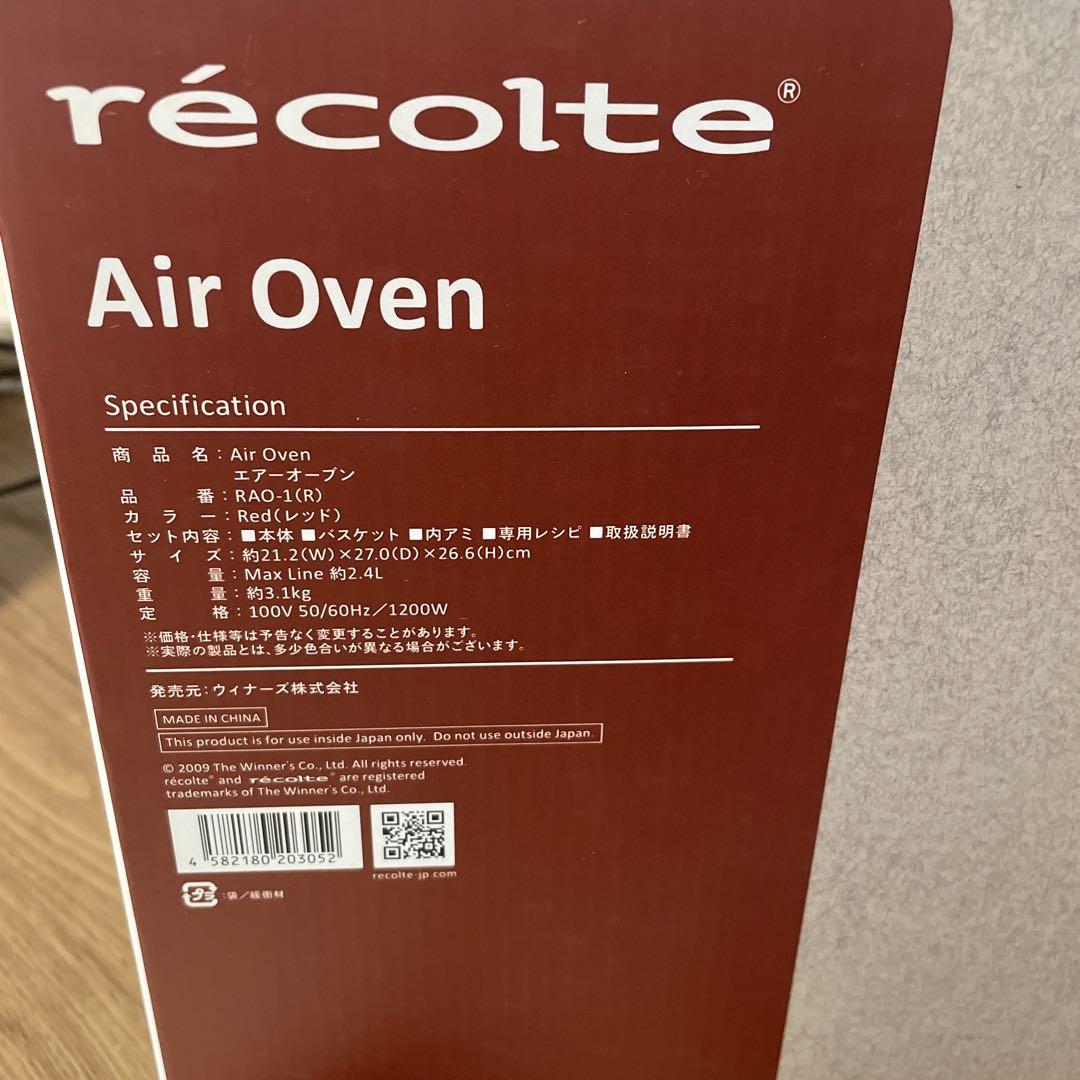 récolte®
Air Oven
Specification
商品名：Air Oven
エアーオーブン
品番：RAO-1(R)
カラー：Red(レッド)
セット内容：■本体 ■バスケット ■内アミ ■専用レシピ ■取扱説明書
サイズ：約21.2(W)×27.0(D)×26.6(H)cm
容量：Max Line 約2.4L
重量：約3.1kg
定格：100V 50/60Hz／1200W
※価格・仕様等は予告なく変更することがあります。
※実際の製品とは、多少色合いが異なる場合がございます。
発売元：ウィナーズ株式会社
MADE IN CHINA
This product is for use inside Japan only. Do not use outside Japan.
© 2009 The Winner's Co., Ltd. All rights reserved.
récolte® and récolte® are registered
trademarks of The Winner's Co., Ltd.
4 582180 203052
recolte-jp.com
プラ：袋／緩衝材